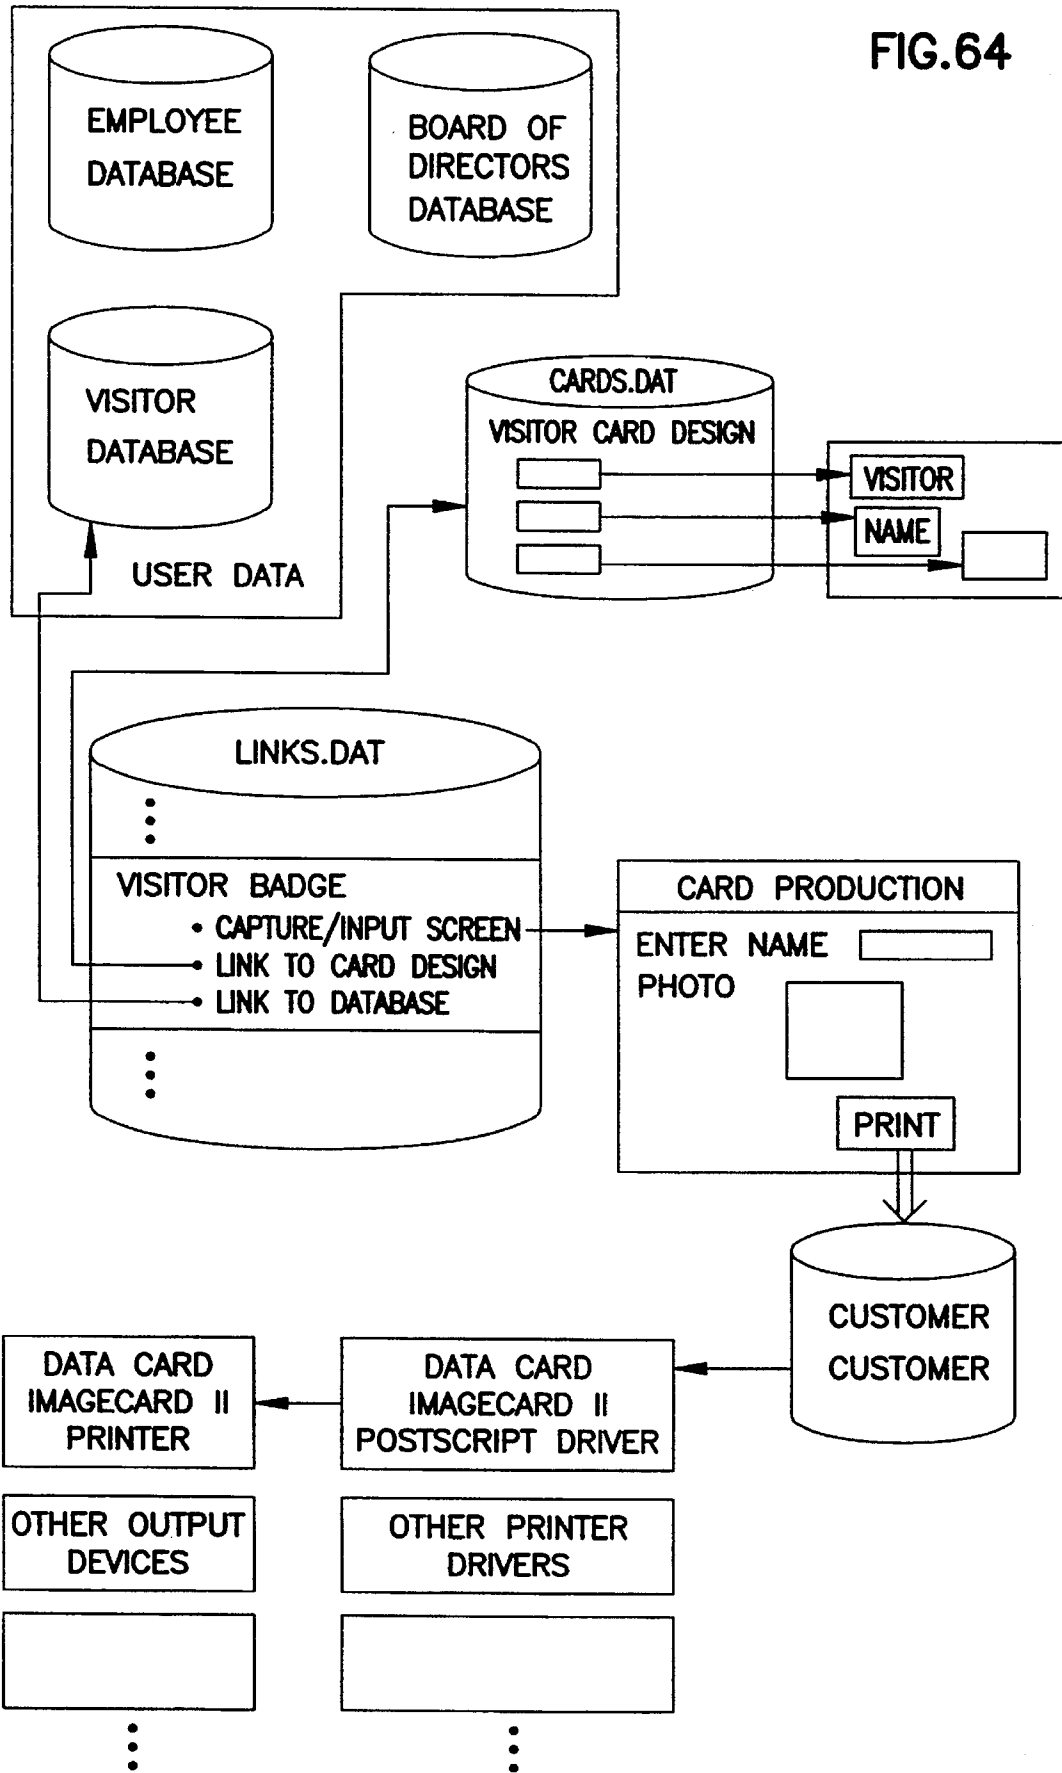 FIG.64
EMPLOYEE
DATABASE
BOARD OF
DIRECTORS
DATABASE
VISITOR
DATABASE
USER DATA
CARDS.DAT
VISITOR CARD DESIGN
VISITOR
NAME
LINKS.DAT
VISITOR BADGE
• CAPTURE/INPUT SCREEN
• LINK TO CARD DESIGN
• LINK TO DATABASE
CARD PRODUCTION
ENTER NAME
PHOTO
PRINT
CUSTOMER
CUSTOMER
DATA CARD
IMAGECARD II
PRINTER
DATA CARD
IMAGECARD II
POSTSCRIPT DRIVER
OTHER OUTPUT
DEVICES
OTHER PRINTER
DRIVERS